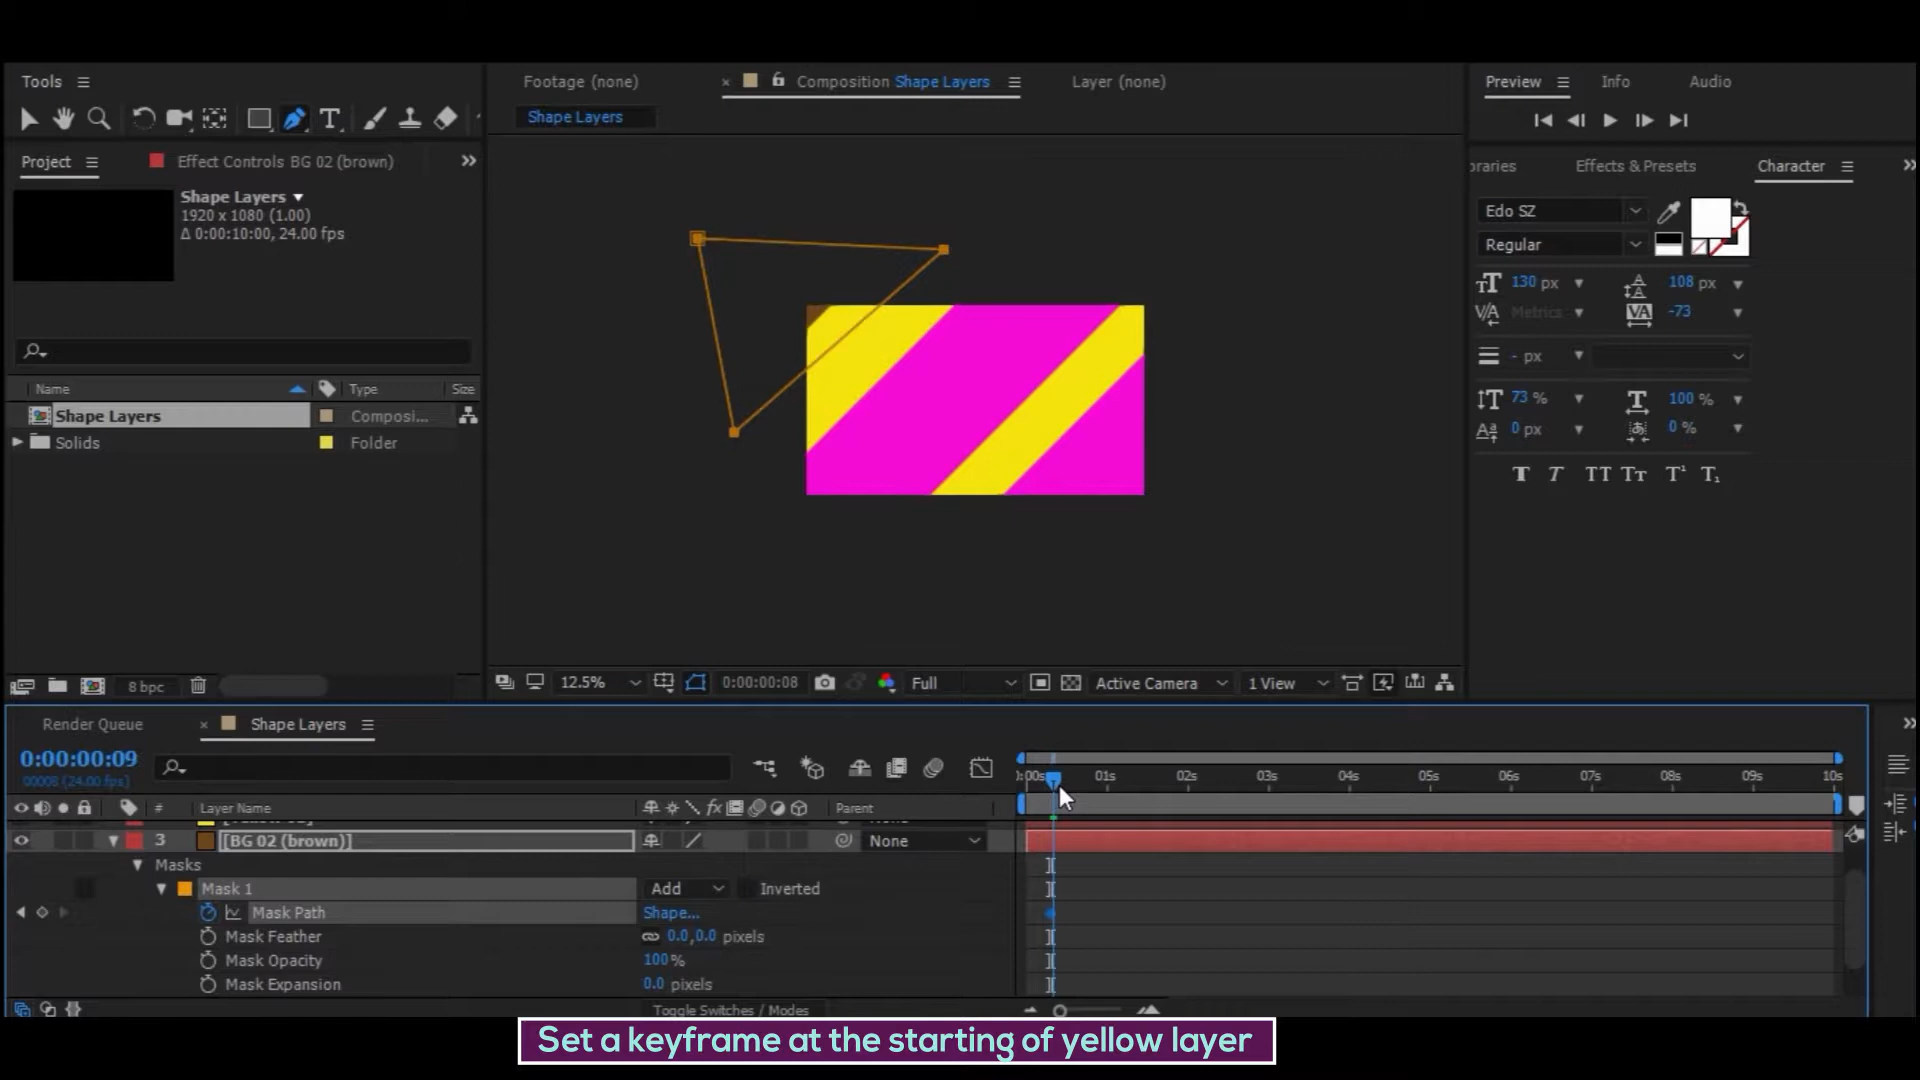 Tools
Footage (none)
× Composition Shape Layers
Layer (none)
Preview
Info
Audio
Shape Layers
Project
Effect Controls BG 02 (brown)
Shape Layers
1920 x 1080 (1.00)
Δ 0:00:10:00, 24.00 fps
braries
Effects & Presets
Character
Edo SZ
Regular
130 px
108 px
Metrics
-73
- px
73 %
100 %
0 px
0 %
Name
Type
Size
Shape Layers
Composi...
Solids
Folder
8 bpc
12.5%
0:00:00:08
Full
Active Camera
1 View
Render Queue
× Shape Layers
0:00:00:09
00008 (24.00 fps)
:00s
01s
02s
03s
04s
05s
06s
07s
08s
09s
10s
#
Layer Name
Parent
3
[BG 02 (brown)]
None
Masks
Mask 1
Add
Inverted
Mask Path
Shape...
Mask Feather
0.0,0.0 pixels
Mask Opacity
100%
Mask Expansion
0.0 pixels
Toggle Switches / Modes
Set a keyframe at the starting of yellow layer